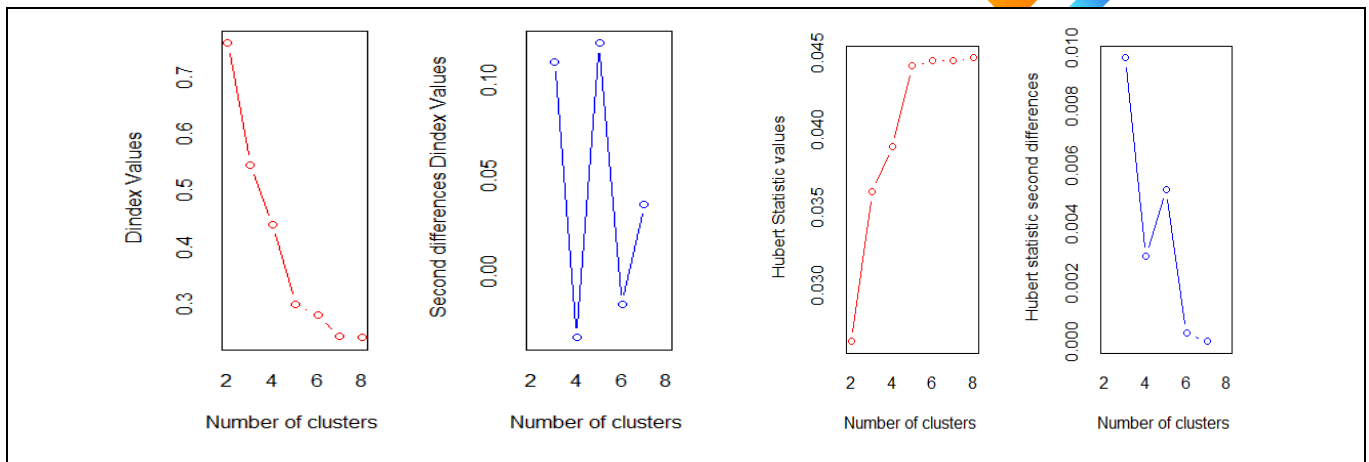 Dindex Values
0.7
0.6
0.5
0.4
0.3
2 4 6 8
Number of clusters
Second differences Dindex Values
0.10
0.05
0.00
2 4 6 8
Number of clusters
Hubert Statistic values
0.045
0.040
0.035
0.030
2 4 6 8
Number of clusters
Hubert statistic second differences
0.010
0.008
0.006
0.004
0.002
0.000
2 4 6 8
Number of clusters